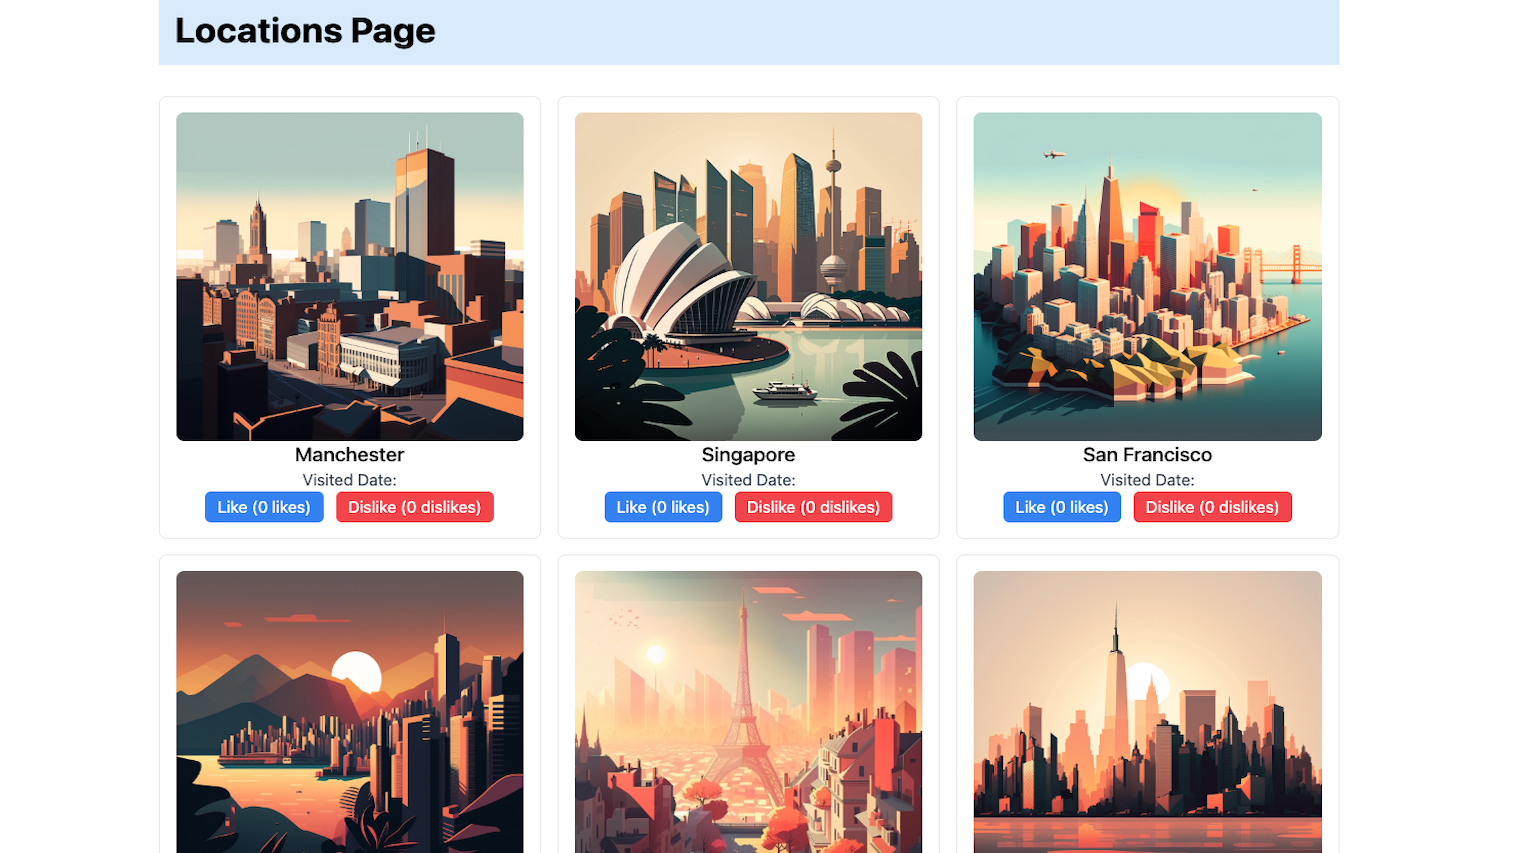 Locations Page
Manchester
Visited Date:
Like (0 likes) Dislike (0 dislikes)
Singapore
Visited Date:
Like (0 likes) Dislike (0 dislikes)
San Francisco
Visited Date:
Like (0 likes) Dislike (0 dislikes)